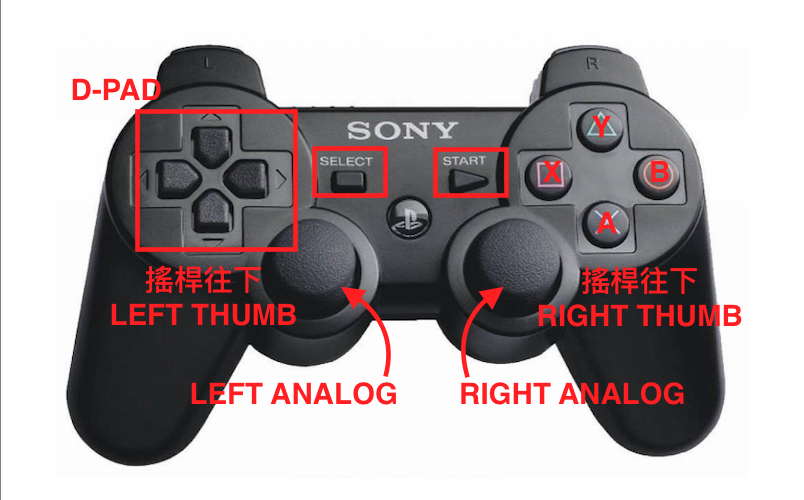 L
R
D-PAD
SONY
Y
SELECT
START
X
B
A
搖桿往下
LEFT THUMB
搖桿往下
RIGHT THUMB
LEFT ANALOG
RIGHT ANALOG